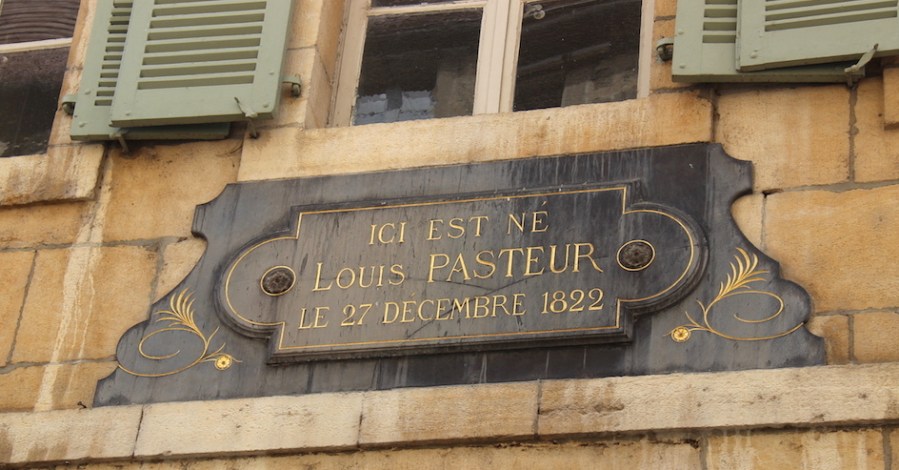 ICI EST NÉ
LOUIS PASTEUR
LE 27 DÉCEMBRE 1822